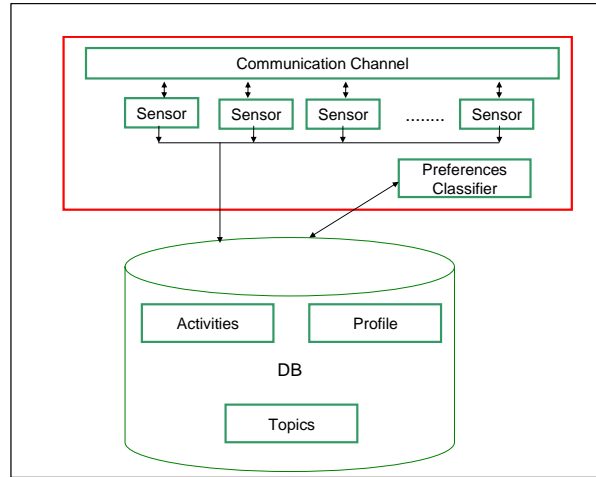 Communication Channel
Sensor Sensor Sensor ........ Sensor
Preferences
Classifier
Activities Profile
DB
Topics